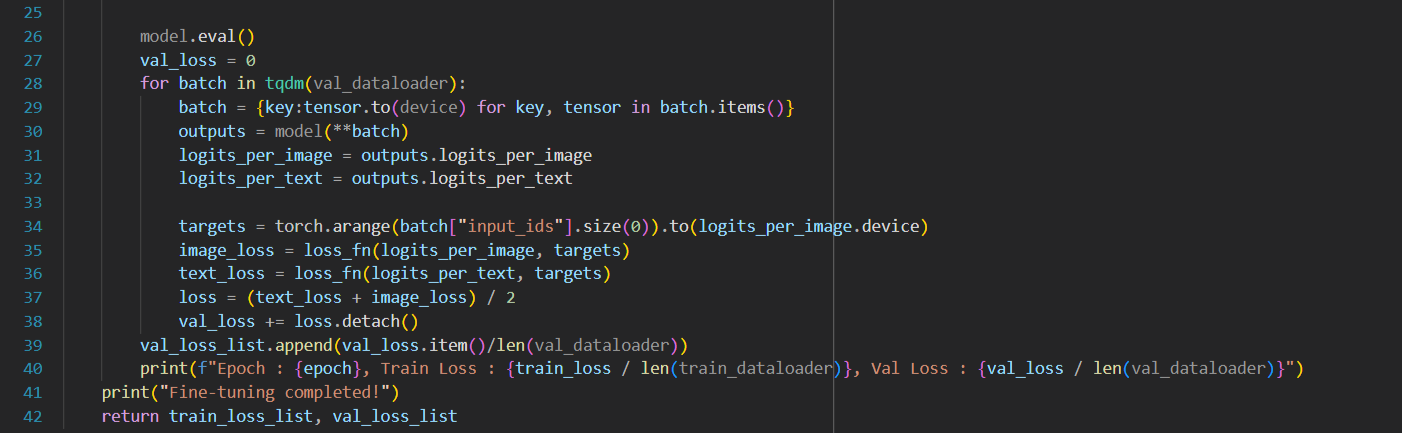 25
26 model.eval()
27 val_loss = 0
28 for batch in tqdm(val_dataloader):
29 batch = {key:tensor.to(device) for key, tensor in batch.items()}
30 outputs = model(**batch)
31 logits_per_image = outputs.logits_per_image
32 logits_per_text = outputs.logits_per_text
33
34 targets = torch.arange(batch["input_ids"].size(0)).to(logits_per_image.device)
35 image_loss = loss_fn(logits_per_image, targets)
36 text_loss = loss_fn(logits_per_text, targets)
37 loss = (text_loss + image_loss) / 2
38 val_loss += loss.detach()
39 val_loss_list.append(val_loss.item()/len(val_dataloader))
40 print(f"Epoch : {epoch}, Train Loss : {train_loss / len(train_dataloader)}, Val Loss : {val_loss / len(val_dataloader)}")
41 print("Fine-tuning completed!")
42 return train_loss_list, val_loss_list